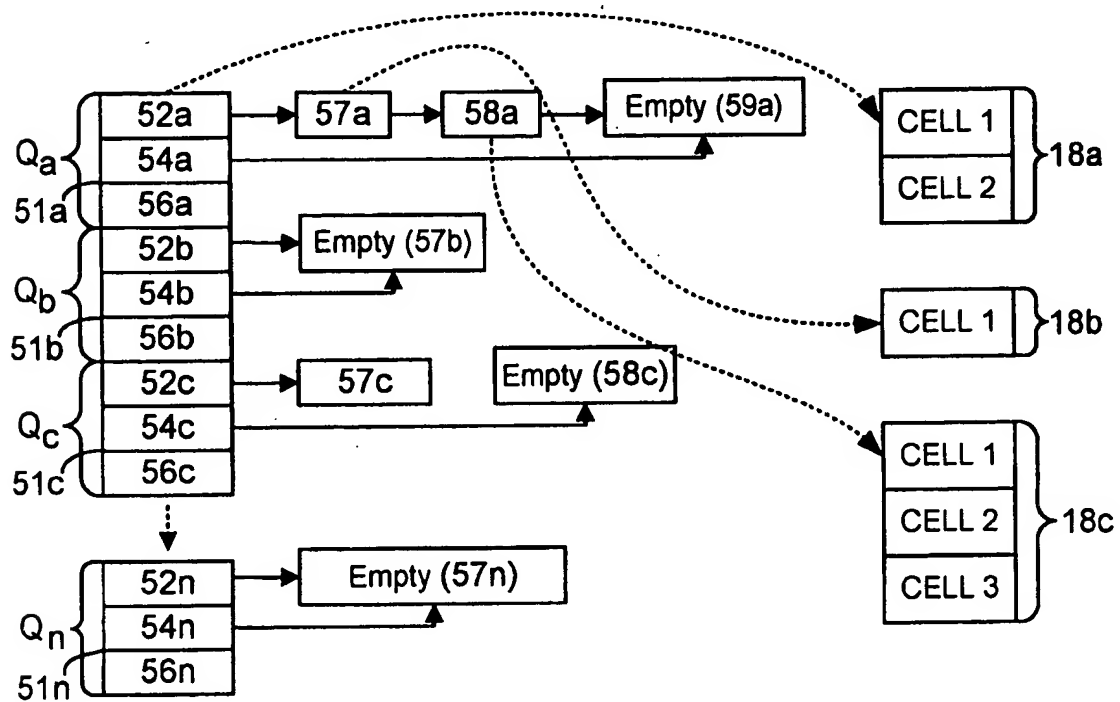 52a
57a
58a
Empty (59a)
CELL 1
18a
Qa
54a
CELL 2
51a
56a
52b
Empty (57b)
Qb
54b
CELL 1
18b
51b
56b
52c
57c
Empty (58c)
Qc
54c
CELL 1
51c
56c
CELL 2
18c
52n
Empty (57n)
CELL 3
Qn
54n
51n
56n